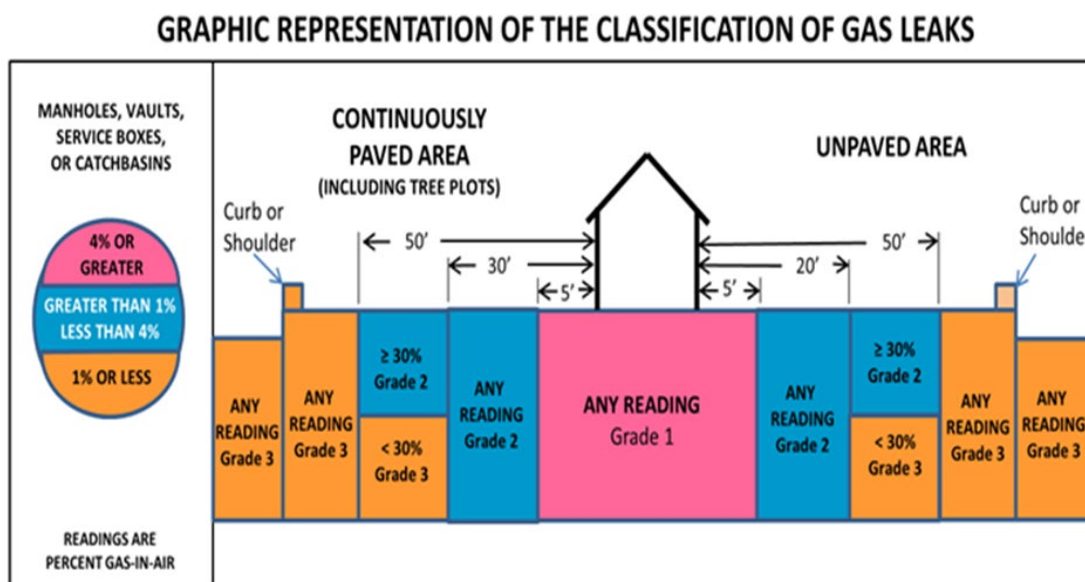 GRAPHIC REPRESENTATION OF THE CLASSIFICATION OF GAS LEAKS
MANHOLES, VAULTS,
SERVICE BOXES,
OR CATCHBASINS
4% OR
GREATER
GREATER THAN 1%
LESS THAN 4%
1% OR LESS
READINGS ARE
PERCENT GAS-IN-AIR
CONTINUOUSLY
PAVED AREA
(INCLUDING TREE PLOTS)
UNPAVED AREA
Curb or
Shoulder
50'
30'
5'
5'
20'
50'
Curb or
Shoulder
ANY
READING
Grade 3
ANY
READING
Grade 3
≥ 30%
Grade 2
< 30%
Grade 3
ANY
READING
Grade 2
ANY READING
Grade 1
ANY
READING
Grade 2
≥ 30%
Grade 2
< 30%
Grade 3
ANY
READING
Grade 3
ANY
READING
Grade 3